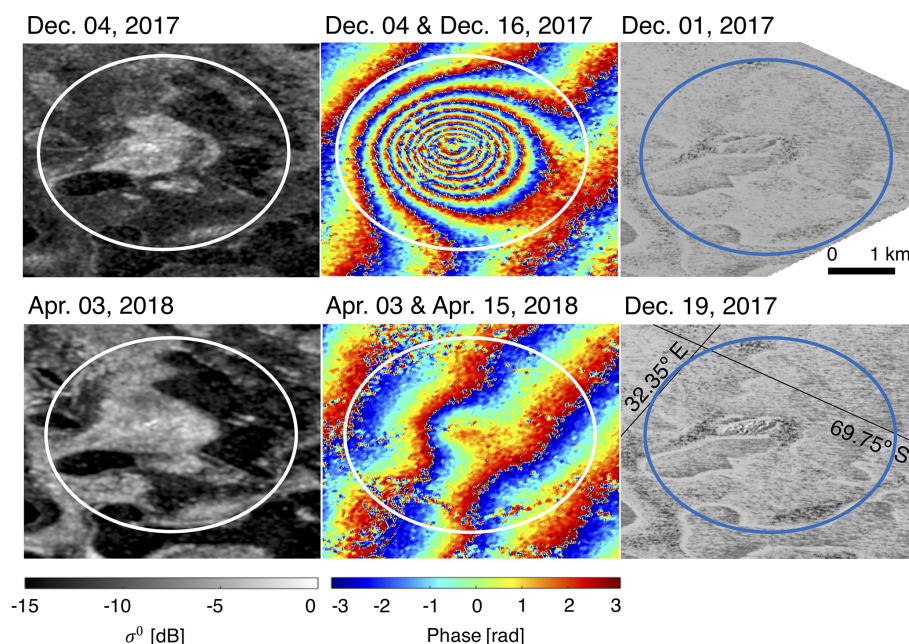 Dec. 04, 2017
Dec. 04 & Dec. 16, 2017
Dec. 01, 2017
0 1 km
Apr. 03, 2018
Apr. 03 & Apr. 15, 2018
Dec. 19, 2017
32.35° E
69.75° S
-15 -10 -5 0
-3 -2 -1 0 1 2 3
σ⁰ [dB]
Phase [rad]